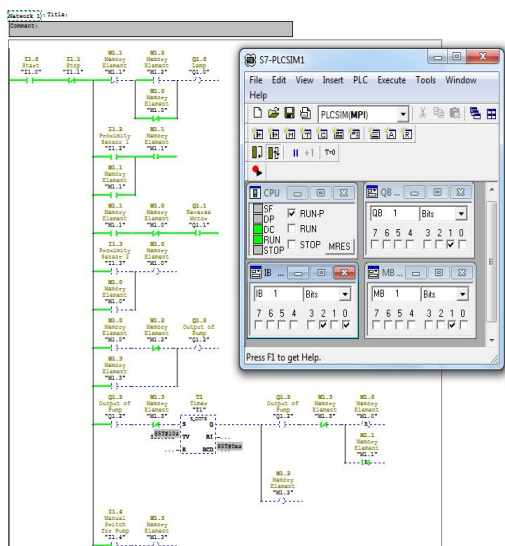 Network 1: Title:
Comment:
I1.0
Start
"I1.0"
I1.1
Stop
"I1.1"
M1.1
Memory
Element
"M1.1"
M1.2
Memory
Element
"M1.2"
Q1.0
Lamp
"Q1.0"
M1.0
Memory
Element
"M1.0"
I1.2
Proximity
Sensor 1
"I1.2"
M1.1
Memory
Element
"M1.1"
M1.1
Memory
Element
"M1.1"
M1.1
Memory
Element
"M1.1"
M1.0
Memory
Element
"M1.0"
Q1.1
Reverse
Motor
"Q1.1"
I1.3
Proximity
Sensor 2
"I1.3"
M1.0
Memory
Element
"M1.0"
M1.0
Memory
Element
"M1.0"
M1.0
Memory
Element
"M1.0"
M1.2
Memory
Element
"M1.2"
Q1.2
Output of
Pump
"Q1.2"
M1.3
Memory
Element
"M1.3"
Q1.2
Output of
Pump
"Q1.2"
M1.3
Memory
Element
"M1.3"
T1
Timer
"T1"
S Q
S5T#10s
TV BI
R BCD
S5T#0ms
Q1.2
Output of
Pump
"Q1.2"
M1.3
Memory
Element
"M1.3"
M1.0
Memory
Element
"M1.0"
(R)
M1.1
Memory
Element
"M1.1"
(R)
M1.2
Memory
Element
"M1.2"
I1.4
Manual
Switch
for Pump
"I1.4"
M1.3
Memory
Element
"M1.3"
S7-PLCSIM1
File Edit View Insert PLC Execute Tools Window
Help
PLCSIM(MPI)
+1 T=0
CPU
SF
DP
DC
RUN
STOP
RUN-P
RUN
STOP MRES
QB ...
QB 1 Bits
7 6 5 4 3 2 1 0
IB ...
IB 1 Bits
7 6 5 4 3 2 1 0
MB ...
MB 1 Bits
7 6 5 4 3 2 1 0
Press F1 to get Help.